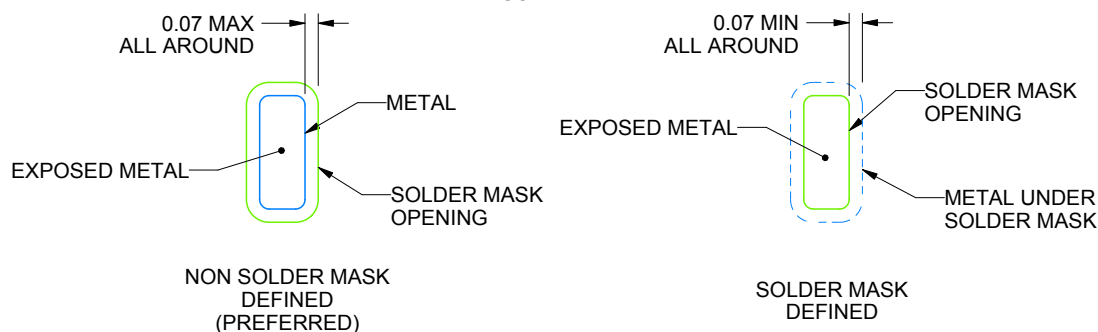 0.07 MAX
ALL AROUND
METAL
EXPOSED METAL
SOLDER MASK
OPENING
NON SOLDER MASK
DEFINED
(PREFERRED)
0.07 MIN
ALL AROUND
SOLDER MASK
OPENING
EXPOSED METAL
METAL UNDER
SOLDER MASK
SOLDER MASK
DEFINED